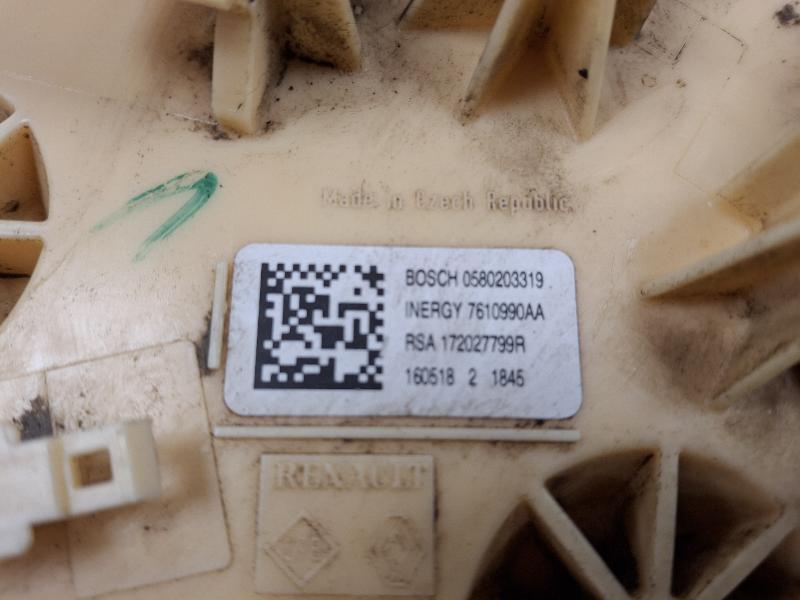 Made in Czech Republic
BOSCH 0580203319
INERGY 7610990AA
RSA 172027799R
160518 2 1845
RENAULT